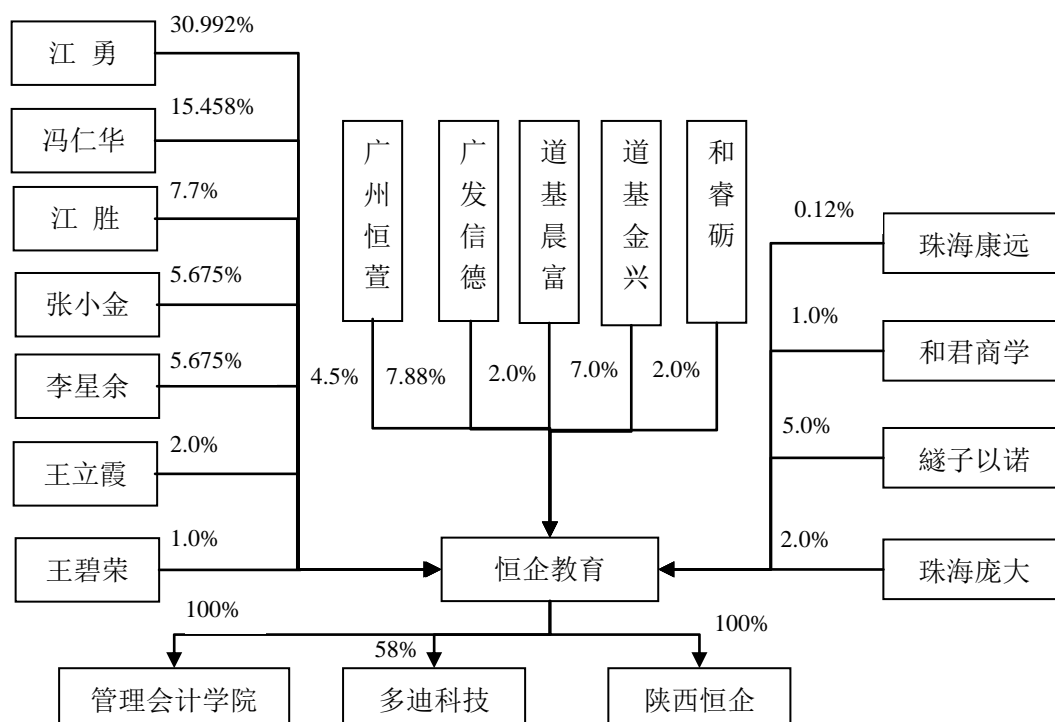 30.992%
江 勇
15.458%
冯仁华
7.7%
江 胜
5.675%
张小金
5.675%
李星余
2.0%
王立霞
1.0%
王碧荣
广州恒萱
广发信德
道基晨富
道基金兴
和睿砺
4.5%
7.88%
2.0%
7.0%
2.0%
0.12%
珠海康远
1.0%
和君商学
5.0%
繸子以诺
2.0%
珠海庞大
恒企教育
100%
58%
100%
管理会计学院
多迪科技
陕西恒企